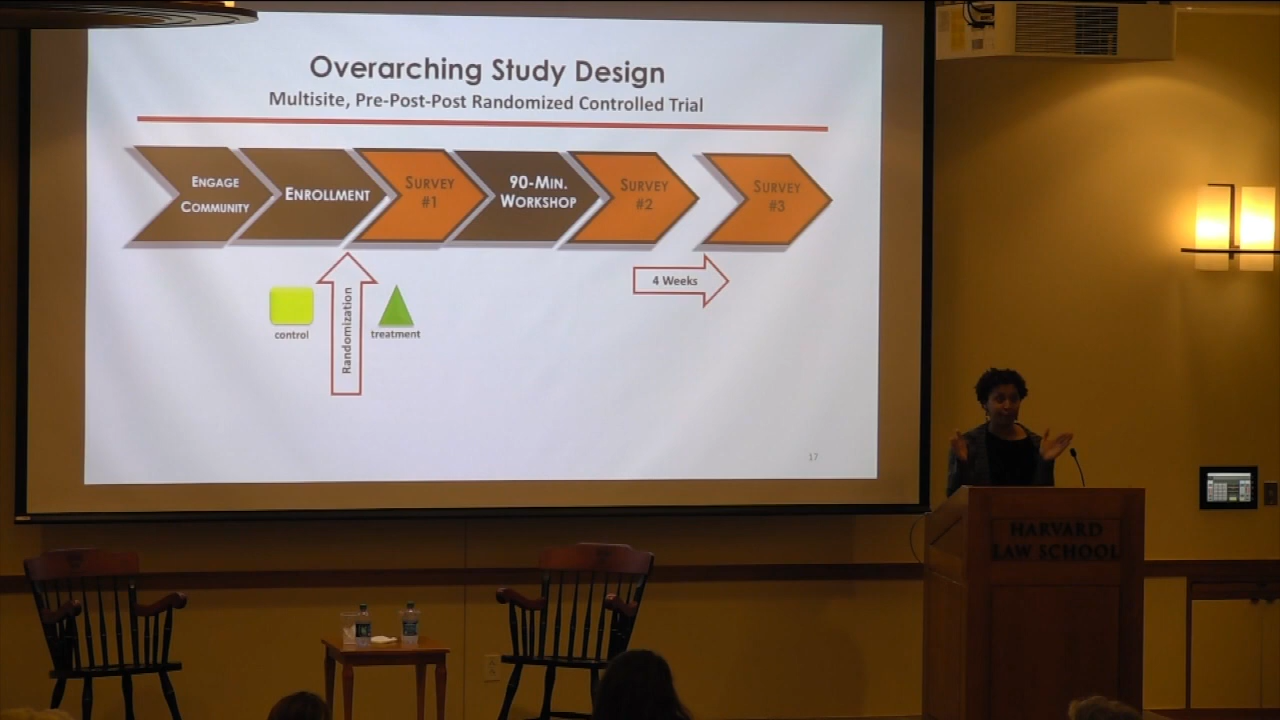 Overarching Study Design
Multisite, Pre-Post-Post Randomized Controlled Trial
ENGAGE
COMMUNITY
ENROLLMENT
SURVEY
#1
90-MIN.
WORKSHOP
SURVEY
#2
SURVEY
#3
4 Weeks
Randomization
control
treatment
17
HARVARD
LAW SCHOOL